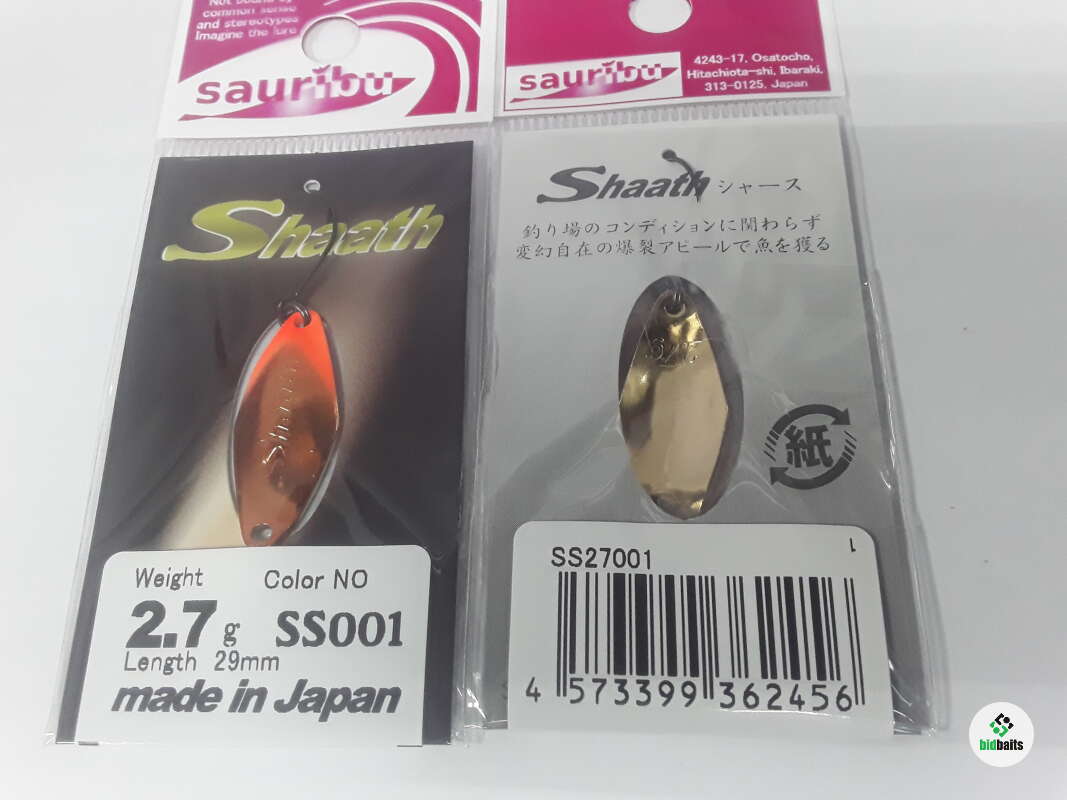 Not bound by
common sense
and stereotypes
Imagine the lure
sauribu
Shaath
Shaath
Weight Color NO
2.7g SS001
Length 29mm
made in Japan
sauribu
4243-17, Osatocho,
Hitachiota-shi, Ibaraki,
313-0125, Japan
Shaath シャース
釣り場のコンディションに関わらず
変幻自在の爆裂アピールで魚を獲る
紙
1
SS27001
4 573399 362456
bidbaits